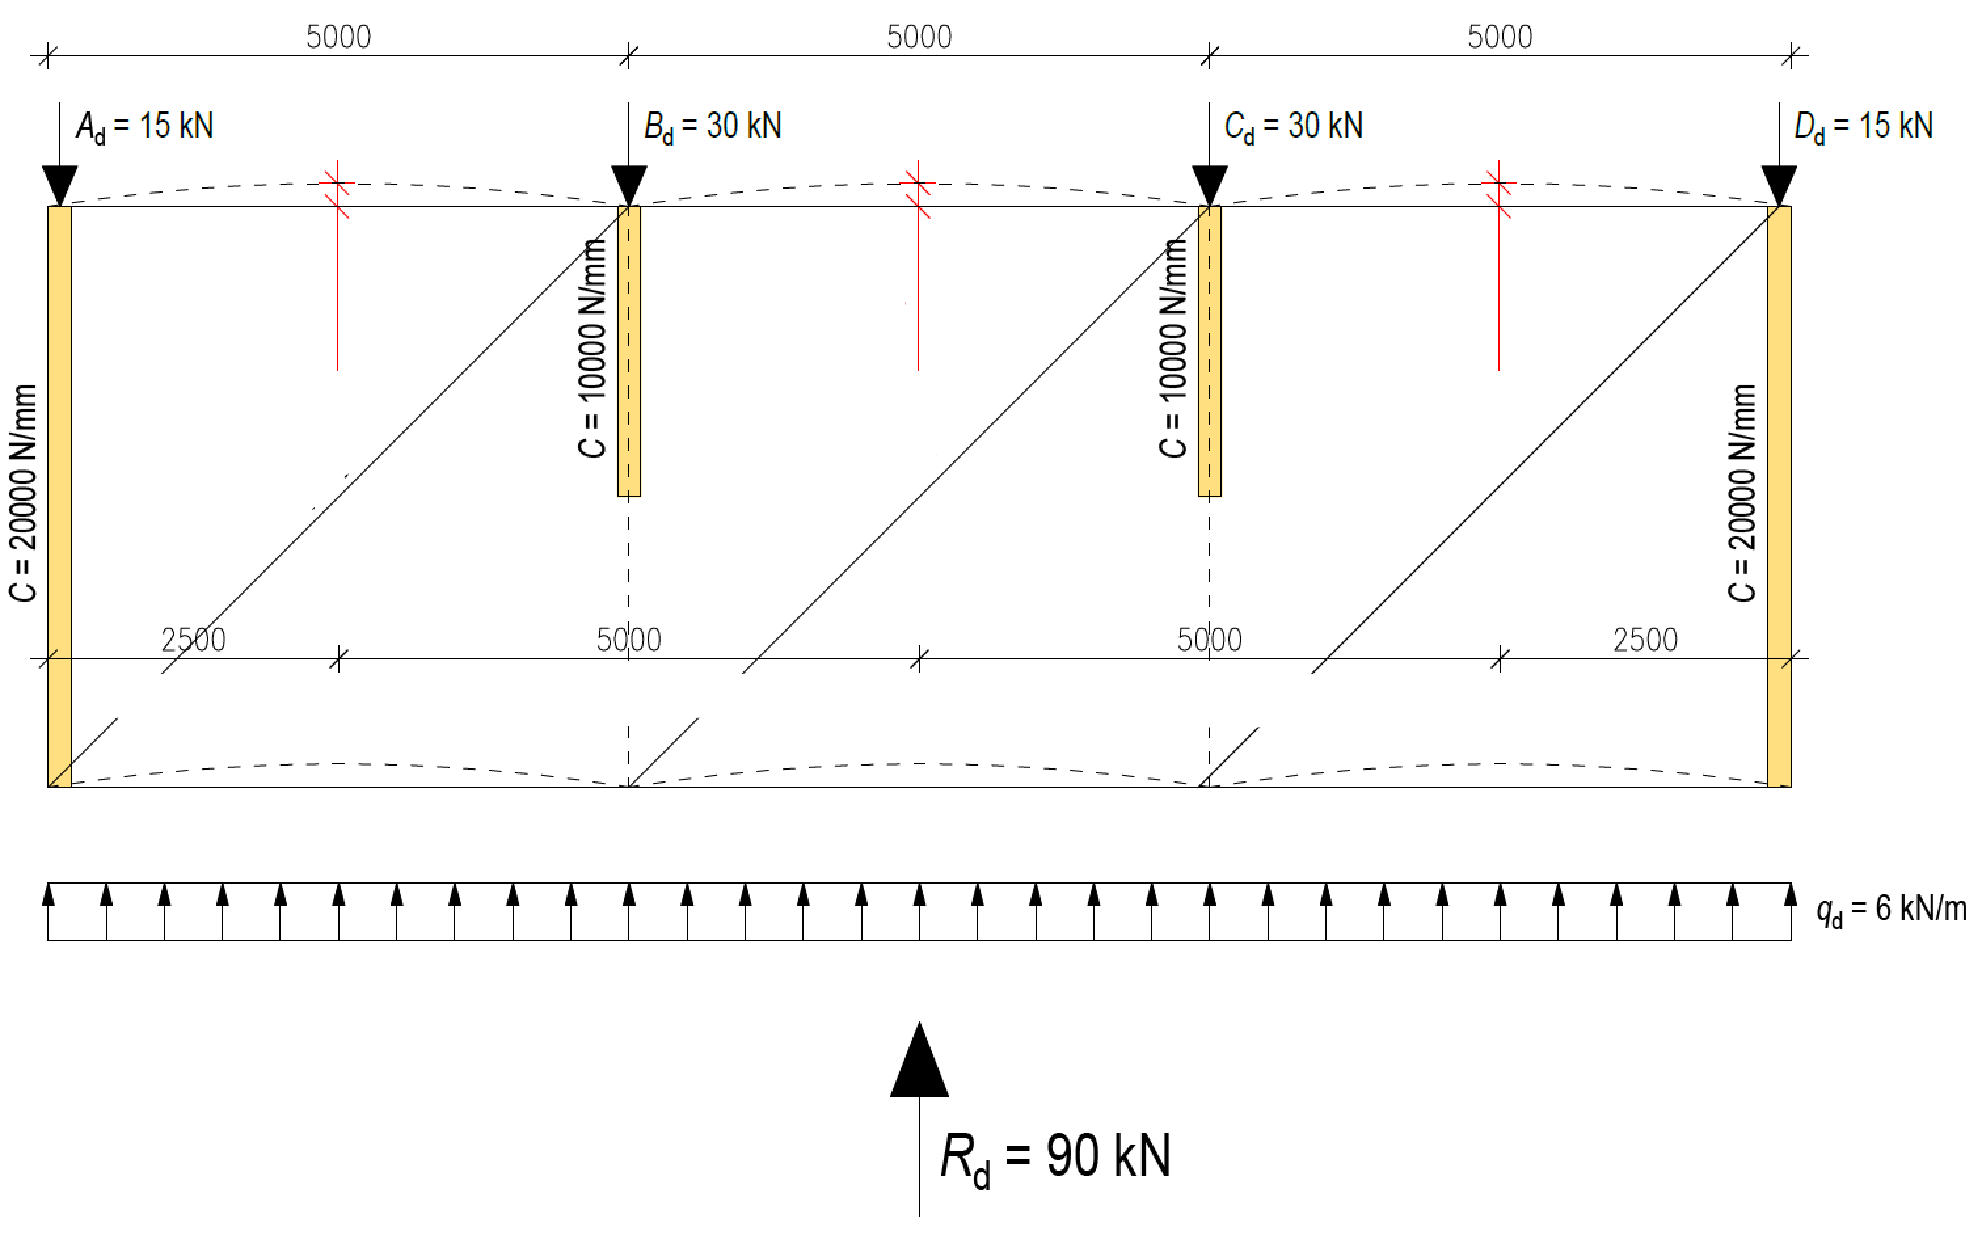 5000 5000 5000
Ad = 15 kN Bd = 30 kN Cd = 30 kN Dd = 15 kN
C = 20000 N/mm
C = 10000 N/mm
C = 10000 N/mm
C = 20000 N/mm
2500 5000 5000 2500
qd = 6 kN/m
Rd = 90 kN